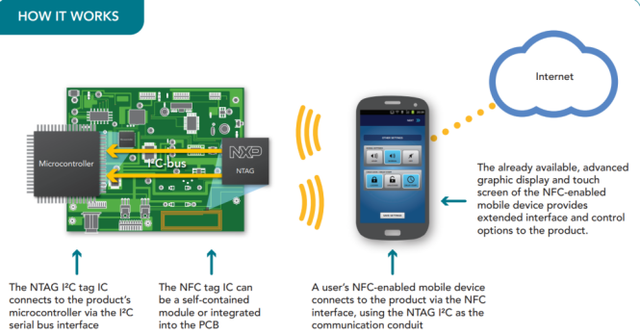 HOW IT WORKS
Internet
Microcontroller
I²C-bus
NXP
NTAG
The already available, advanced
graphic display and touch
screen of the NFC-enabled
mobile device provides
extended interface and control
options to the product.
The NTAG I²C tag IC
connects to the product's
microcontroller via the I²C
serial bus interface
The NFC tag IC can
be a self-contained
module or integrated
into the PCB
A user's NFC-enabled mobile device
connects to the product via the NFC
interface, using the NTAG I²C as the
communication conduit